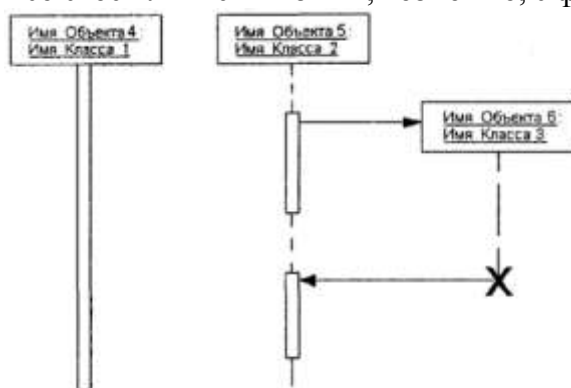 Имя Объекта 4:
Имя Класса 1
Имя Объекта 5:
Имя Класса 2
Имя Объекта 6:
Имя Класса 3
X